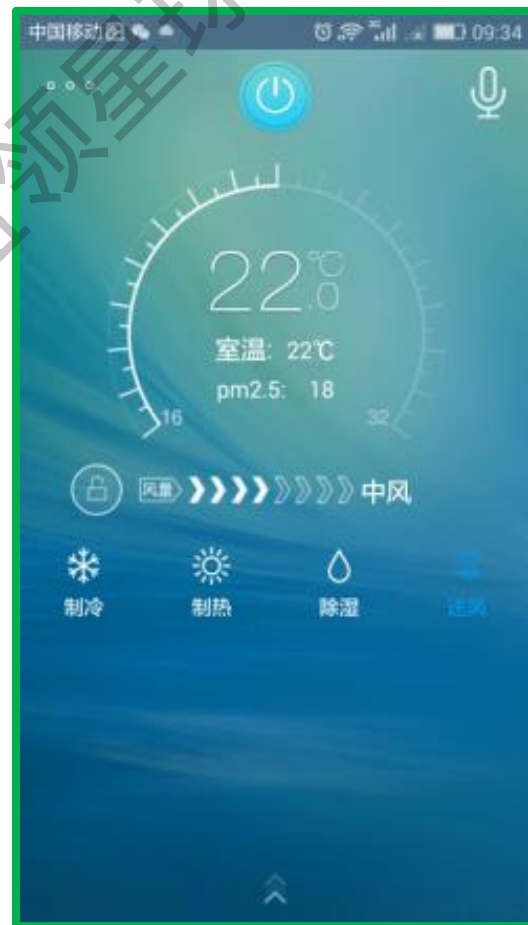 中国移动 09:34
22.0℃
室温: 22℃
pm2.5: 18
16 32
风量 中风
制冷 制热 除湿 送风